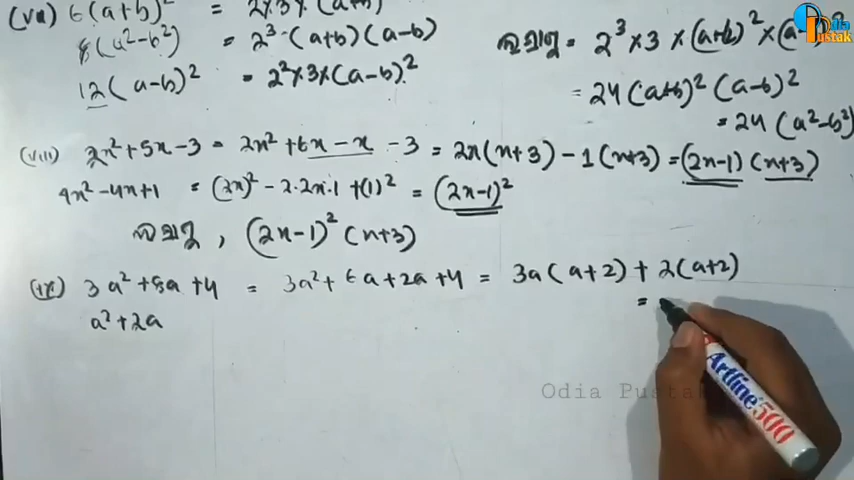 (vii) 6(a+b)² = 2×3×(a+b)
8(a²-b²) = 2³·(a+b)(a-b)
12(a-b)² = 2²×3×(a-b)²
ଲ.ସା.ଗୁ = 2³×3×(a+b)²×(a-b)²
= 24(a+b)²(a-b)²
= 24(a²-b²)
(viii) 2x²+5x-3 = 2x²+6x-x-3 = 2x(x+3)-1(x+3) = (2x-1)(x+3)
4x²-4x+1 = (2x)²-2.2x.1+(1)² = (2x-1)²
ଲ.ସା.ଗୁ, (2x-1)²(x+3)
(ix) 3a²+8a+4 = 3a²+6a+2a+4 = 3a(a+2)+2(a+2)
=
a²+2a
Odia Pustak
Odia Pustak
Artline 500